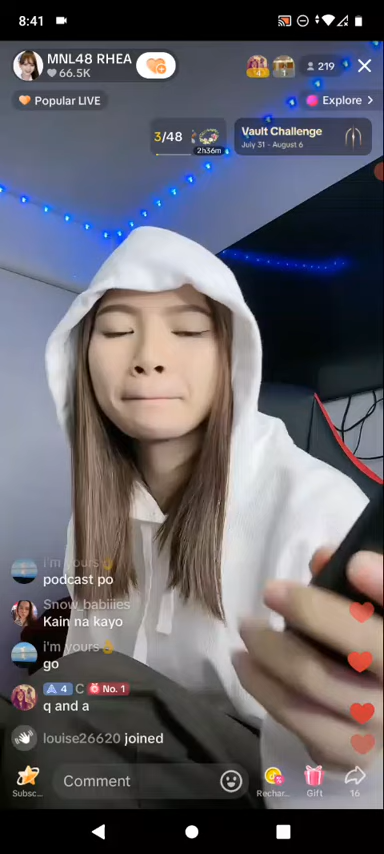 8:41
MNL48 RHEA
66.5K
4
1
219
Popular LIVE
Explore >
3/48
2h36m
Vault Challenge
July 31 - August 6
i'm yours
podcast po
Snow_babiiies
Kain na kayo
i'm yours
go
4 C No. 1
q and a
louise26620 joined
Subsc...
Comment
Rechar...
Gift
16